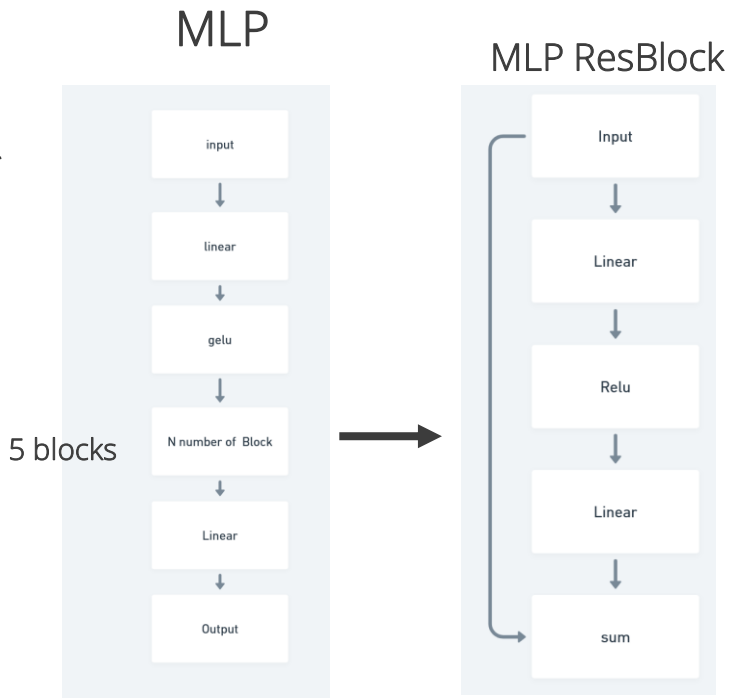 MLP
input
linear
gelu
5 blocks
N number of Block
Linear
Output
MLP ResBlock
Input
Linear
Relu
Linear
sum